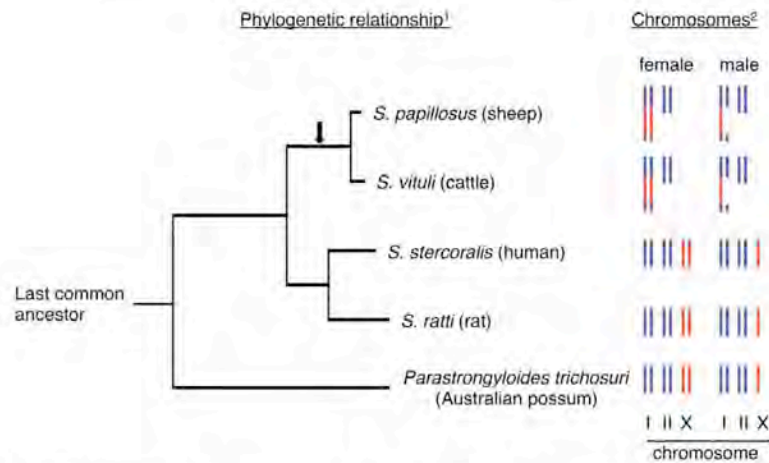 Phylogenetic relationship¹
Chromosomes²
female male
S. papillosus (sheep)
S. vituli (cattle)
S. stercoralis (human)
Last common
ancestor
S. ratti (rat)
Parastrongyloides trichosuri
(Australian possum)
I II X I II X
chromosome